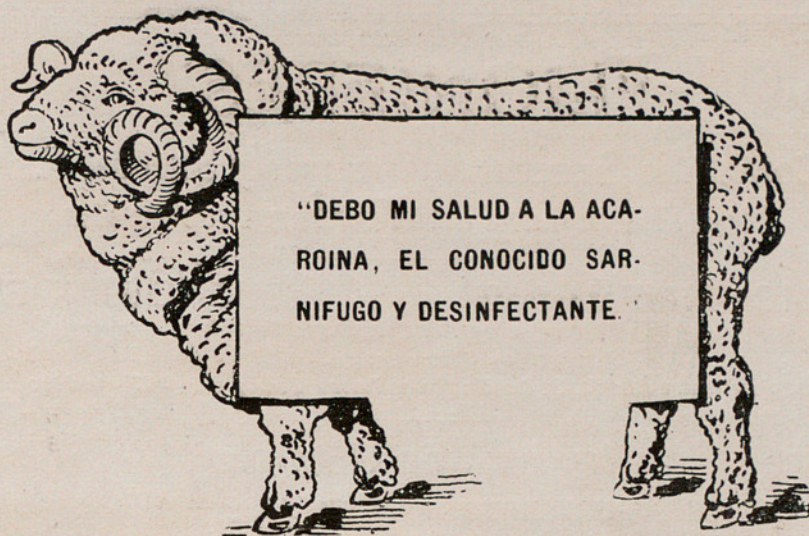 “DEBO MI SALUD A LA ACA-
ROINA, EL CONOCIDO SAR-
NIFUGO Y DESINFECTANTE.